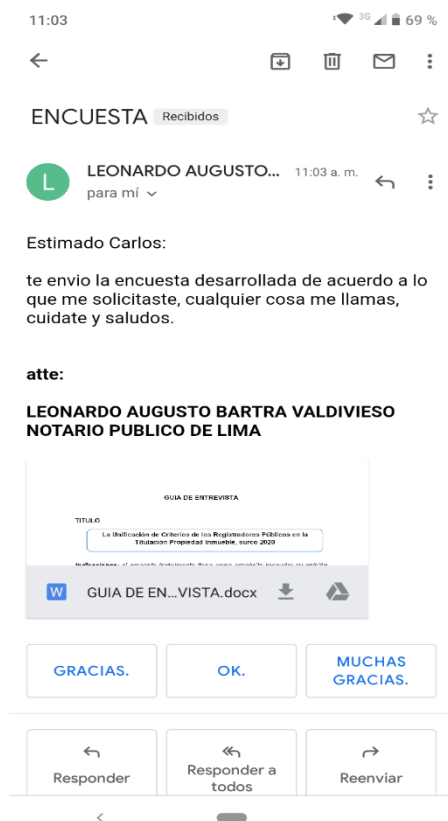 11:03
3G
69 %
ENCUESTA Recibidos
L
LEONARDO AUGUSTO... 11:03 a. m.
para mí
Estimado Carlos:
te envio la encuesta desarrollada de acuerdo a lo
que me solicitaste, cualquier cosa me llamas,
cuidate y saludos.
atte:
LEONARDO AUGUSTO BARTRA VALDIVIESO
NOTARIO PUBLICO DE LIMA
GUIA DE ENTREVISTA
TITULO
La Unificación de Criterios de los Registradores Públicos en la
Titulación Propiedad Inmueble, surco 2020
W GUIA DE EN...VISTA.docx
GRACIAS.
OK.
MUCHAS
GRACIAS.
Responder
Responder a
todos
Reenviar